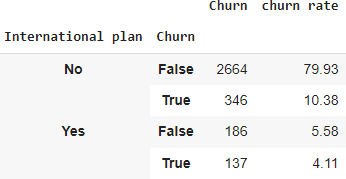 Churn churn rate
International plan Churn
No False 2664 79.93
True 346 10.38
Yes False 186 5.58
True 137 4.11